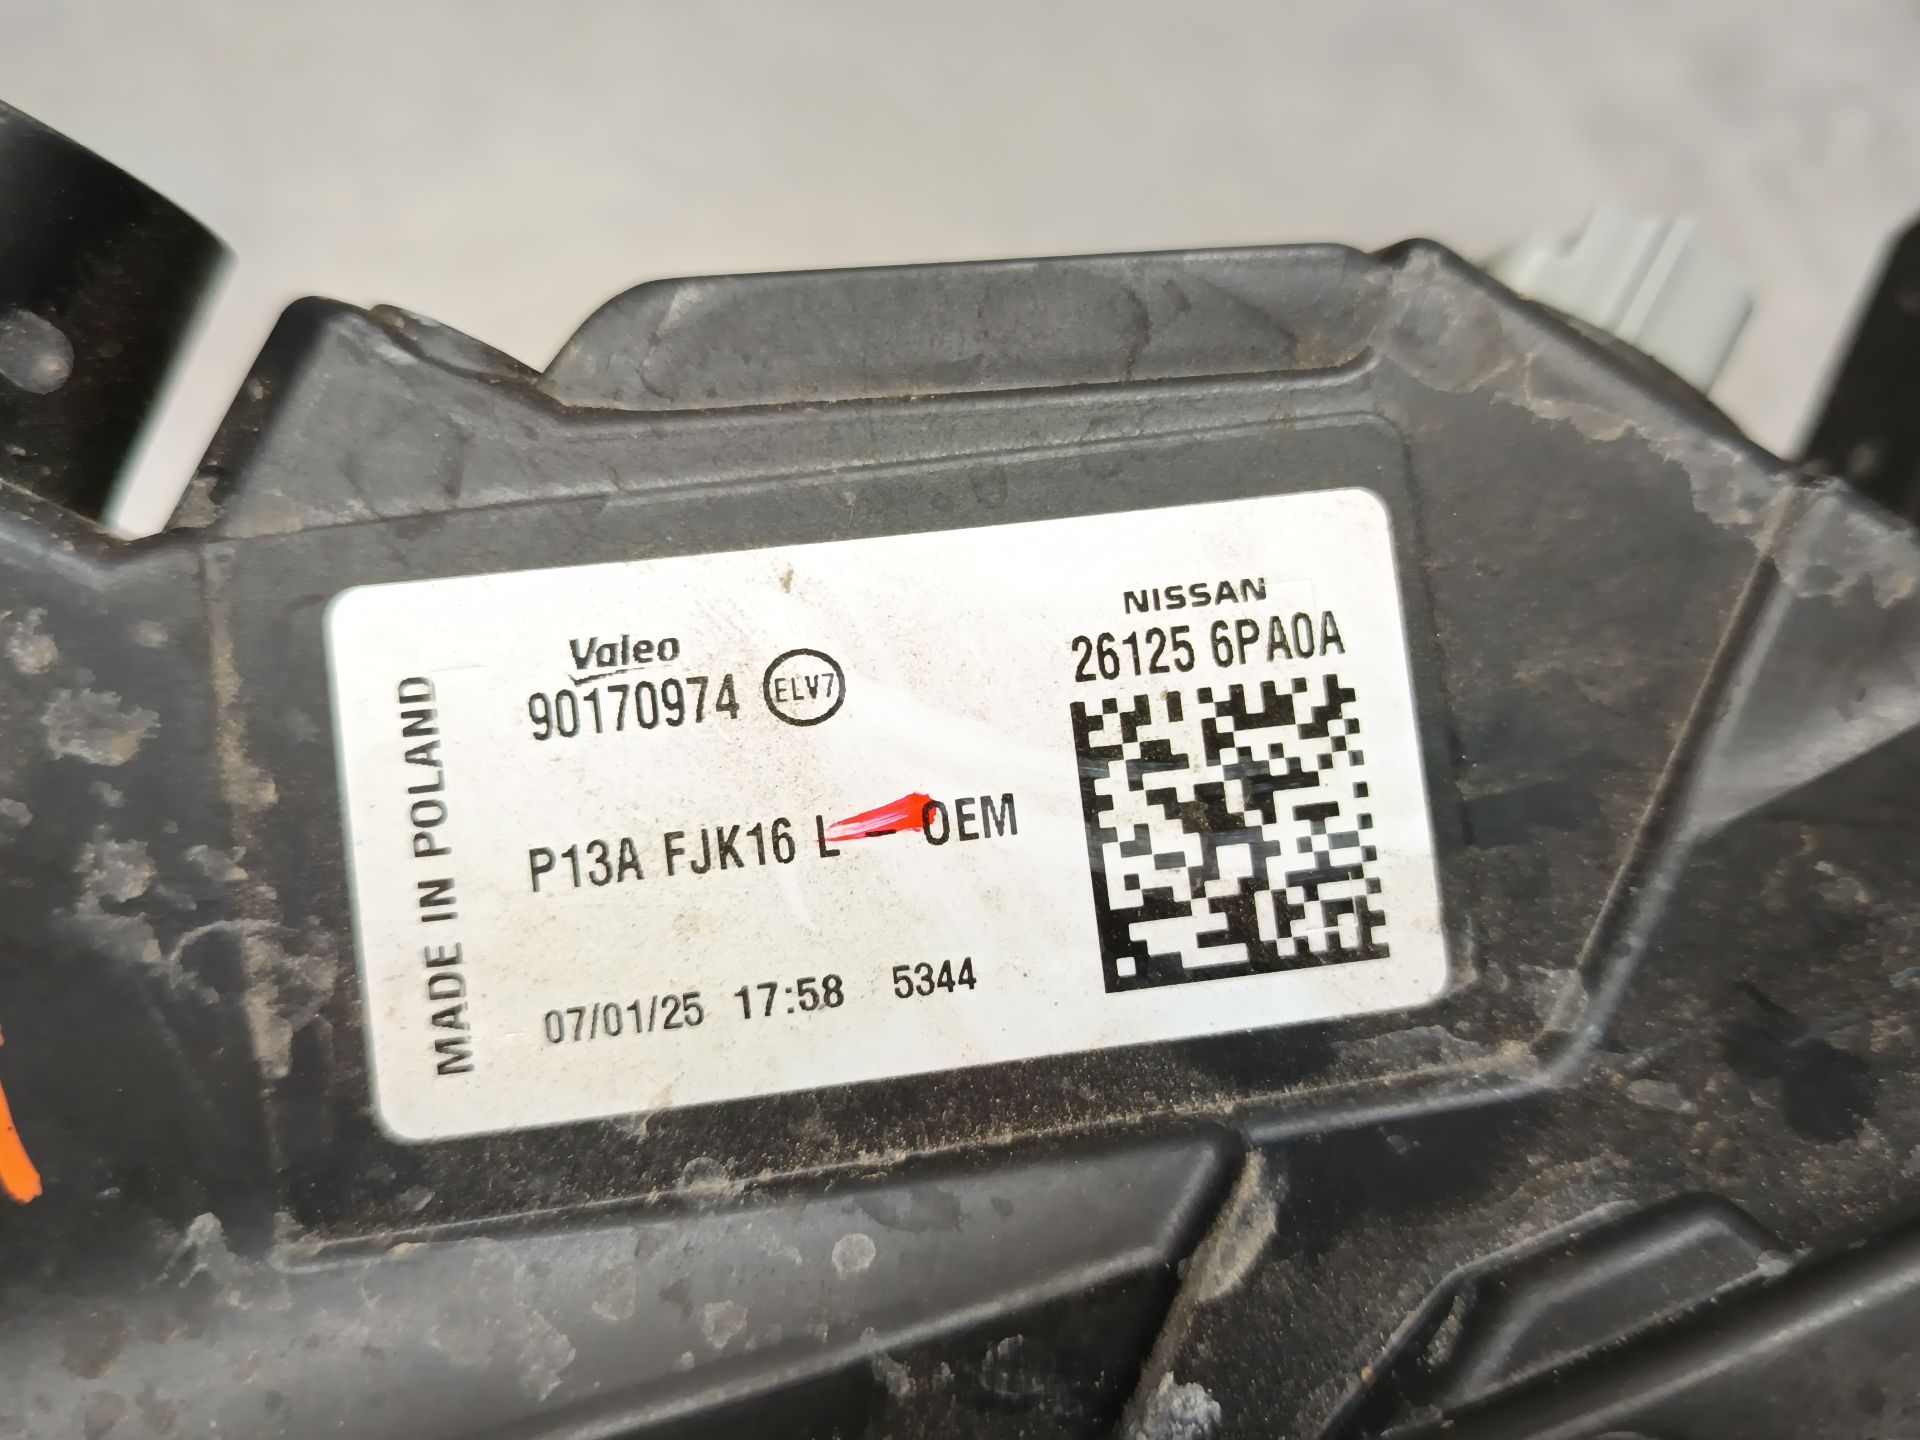 MADE IN POLAND
Valeo
90170974 ELV7
P13A FJK16 L - OEM
07/01/25 17:58 5344
NISSAN
26125 6PA0A